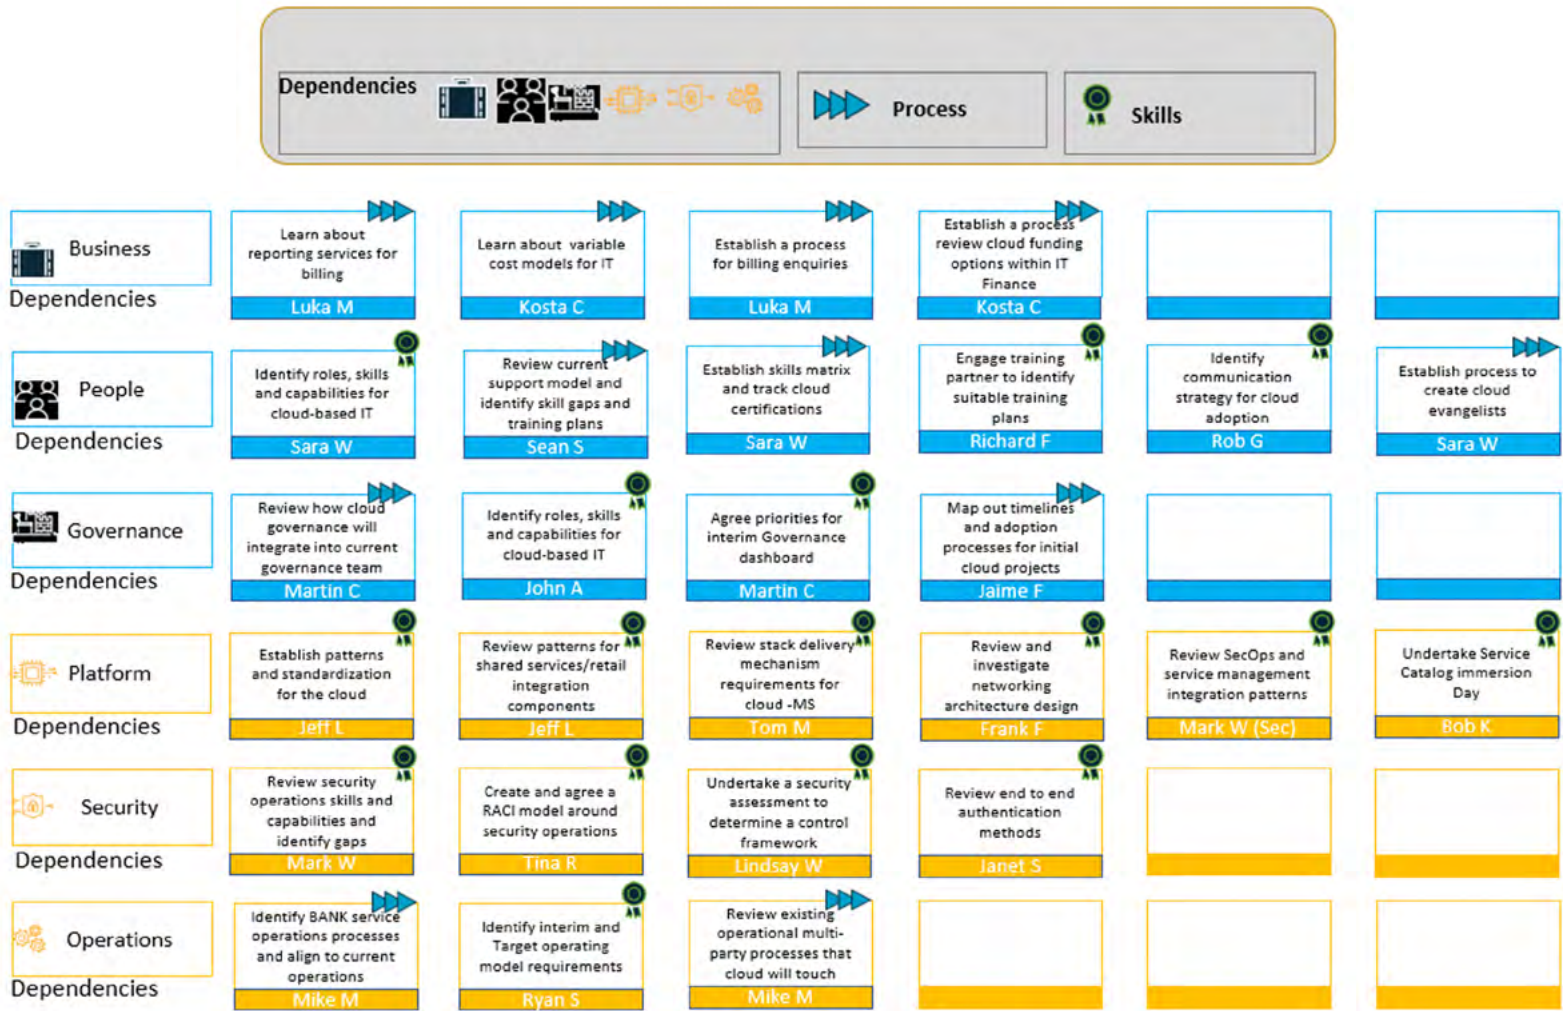 Dependencies
Process
Skills
Business
Dependencies
Learn about
reporting services for
billing
Luka M
Learn about variable
cost models for IT
Kosta C
Establish a process
for billing enquiries
Luka M
Establish a process
review cloud funding
options within IT
Finance
Kosta C
People
Dependencies
Identify roles, skills
and capabilities for
cloud-based IT
Sara W
Review current
support model and
identify skill gaps and
training plans
Sean S
Establish skills matrix
and track cloud
certifications
Sara W
Engage training
partner to identify
suitable training
plans
Richard F
Identify
communication
strategy for cloud
adoption
Rob G
Establish process to
create cloud
evangelists
Sara W
Governance
Dependencies
Review how cloud
governance will
integrate into current
governance team
Martin C
Identify roles, skills
and capabilities for
cloud-based IT
John A
Agree priorities for
interim Governance
dashboard
Martin C
Map out timelines
and adoption
processes for initial
cloud projects
Jaime F
Platform
Dependencies
Establish patterns
and standardization
for the cloud
Jeff L
Review patterns for
shared services/retail
integration
components
Jeff L
Review stack delivery
mechanism
requirements for
cloud -MS
Tom M
Review and
investigate
networking
architecture design
Frank F
Review SecOps and
service management
integration patterns
Mark W (Sec)
Undertake Service
Catalog immersion
Day
Bob K
Security
Dependencies
Review security
operations skills and
capabilities and
identify gaps
Mark W
Create and agree a
RACI model around
security operations
Tina R
Undertake a security
assessment to
determine a control
framework
Lindsay W
Review end to end
authentication
methods
Janet S
Operations
Dependencies
Identify BANK service
operations processes
and align to current
operations
Mike M
Identify interim and
Target operating
model requirements
Ryan S
Review existing
operational multi-
party processes that
cloud will touch
Mike M